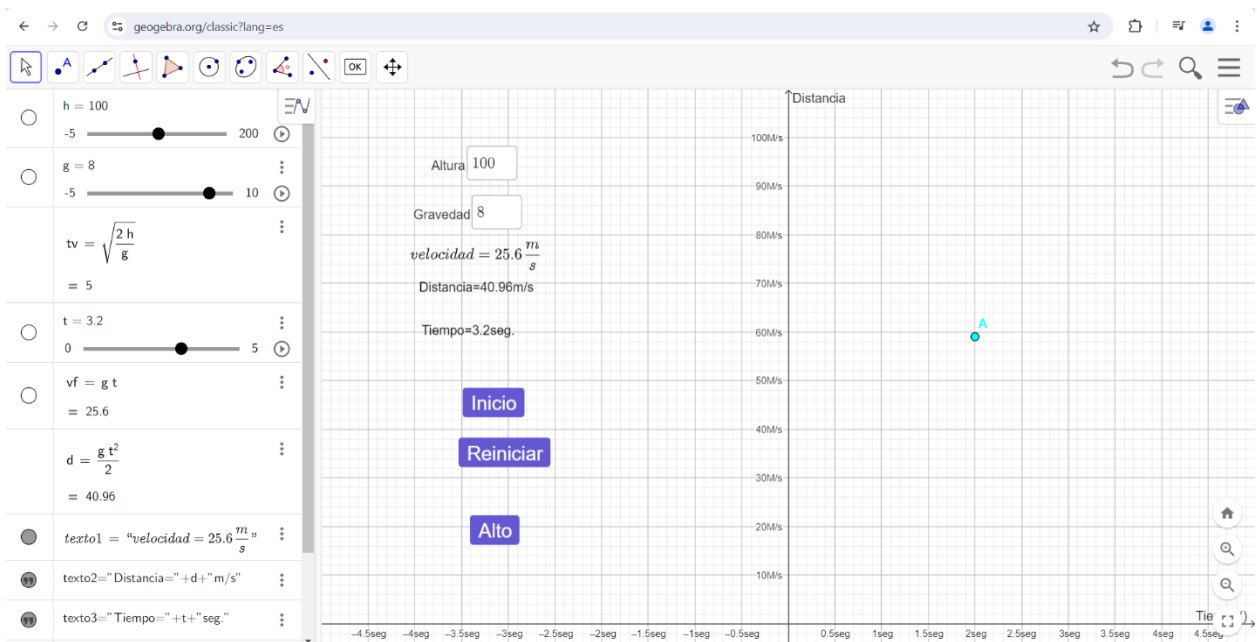 geogebra.org/classic?lang=es
A
OK
h = 100
-5
200
g = 8
-5
10
tv = √(2 h / g)
= 5
t = 3.2
0
5
vf = g t
= 25.6
d = g t² / 2
= 40.96
texto1 = “velocidad = 25.6 m/s”
texto2="Distancia="+d+"m/s"
texto3="Tiempo="+t+"seg."
Altura 100
Gravedad 8
velocidad = 25.6 m/s
Distancia=40.96m/s
Tiempo=3.2seg.
Inicio
Reiniciar
Alto
Distancia
100M/s
90M/s
80M/s
70M/s
60M/s
50M/s
40M/s
30M/s
20M/s
10M/s
A
-4.5seg -4seg -3.5seg -3seg -2.5seg -2seg -1.5seg -1seg -0.5seg 0.5seg 1seg 1.5seg 2seg 2.5seg 3seg 3.5seg 4seg 4.5seg